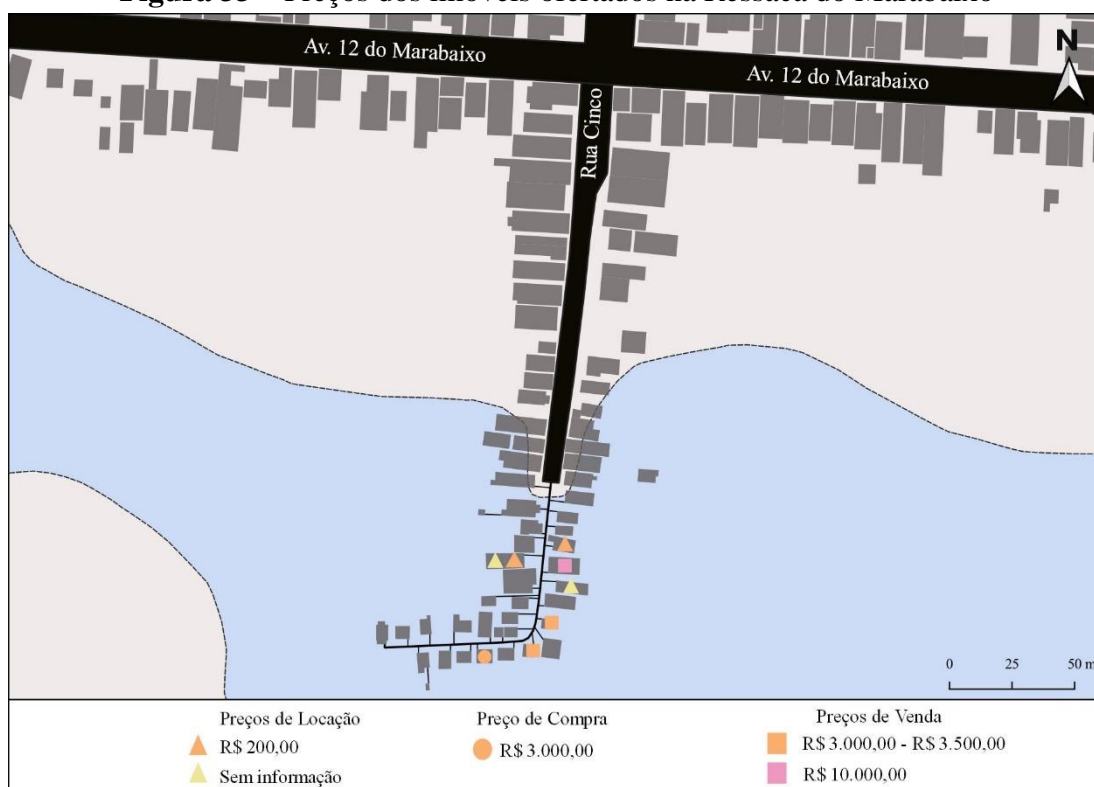 Av. 12 do Marabaixo
Av. 12 do Marabaixo
N
Rua Cinco
0 25 50 m
Preços de Locação
R$ 200,00
Sem informação
Preço de Compra
R$ 3.000,00
Preços de Venda
R$ 3.000,00 - R$ 3.500,00
R$ 10.000,00